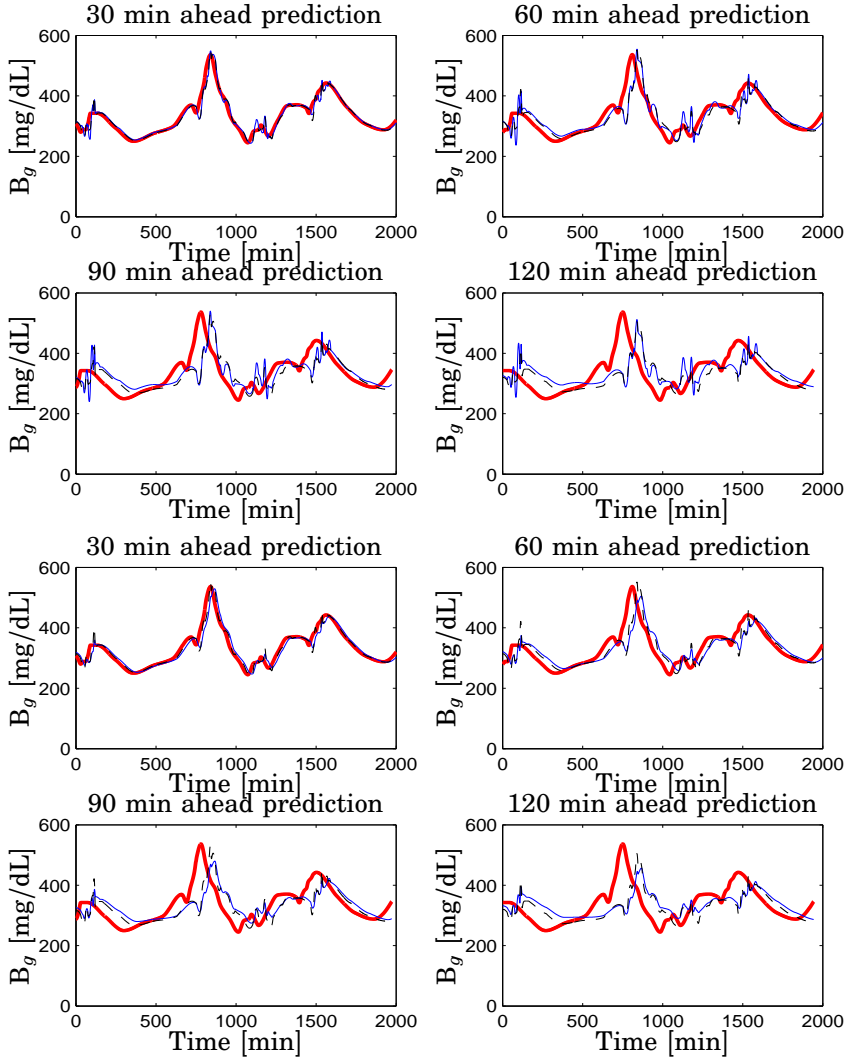 30 min ahead prediction
600
400
200
0
B_g [mg/dL]
0 500 1000 1500 2000
Time [min]
60 min ahead prediction
600
400
200
0
B_g [mg/dL]
0 500 1000 1500 2000
Time [min]
90 min ahead prediction
600
400
200
0
B_g [mg/dL]
0 500 1000 1500 2000
Time [min]
120 min ahead prediction
600
400
200
0
B_g [mg/dL]
0 500 1000 1500 2000
Time [min]
30 min ahead prediction
600
400
200
0
B_g [mg/dL]
0 500 1000 1500 2000
Time [min]
60 min ahead prediction
600
400
200
0
B_g [mg/dL]
0 500 1000 1500 2000
Time [min]
90 min ahead prediction
600
400
200
0
B_g [mg/dL]
0 500 1000 1500 2000
Time [min]
120 min ahead prediction
600
400
200
0
B_g [mg/dL]
0 500 1000 1500 2000
Time [min]